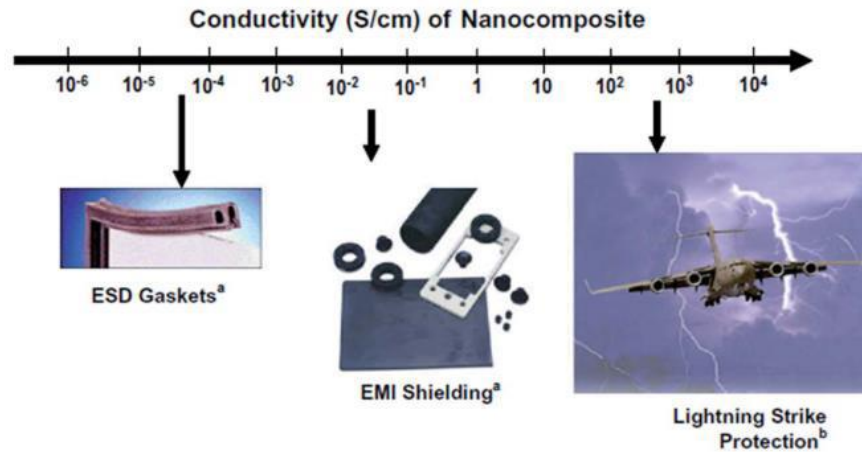 Conductivity (S/cm) of Nanocomposite
10⁻⁶ 10⁻⁵ 10⁻⁴ 10⁻³ 10⁻² 10⁻¹ 1 10 10² 10³ 10⁴
ESD Gasketsᵃ
EMI Shieldingᵃ
Lightning Strike
Protectionᵇ